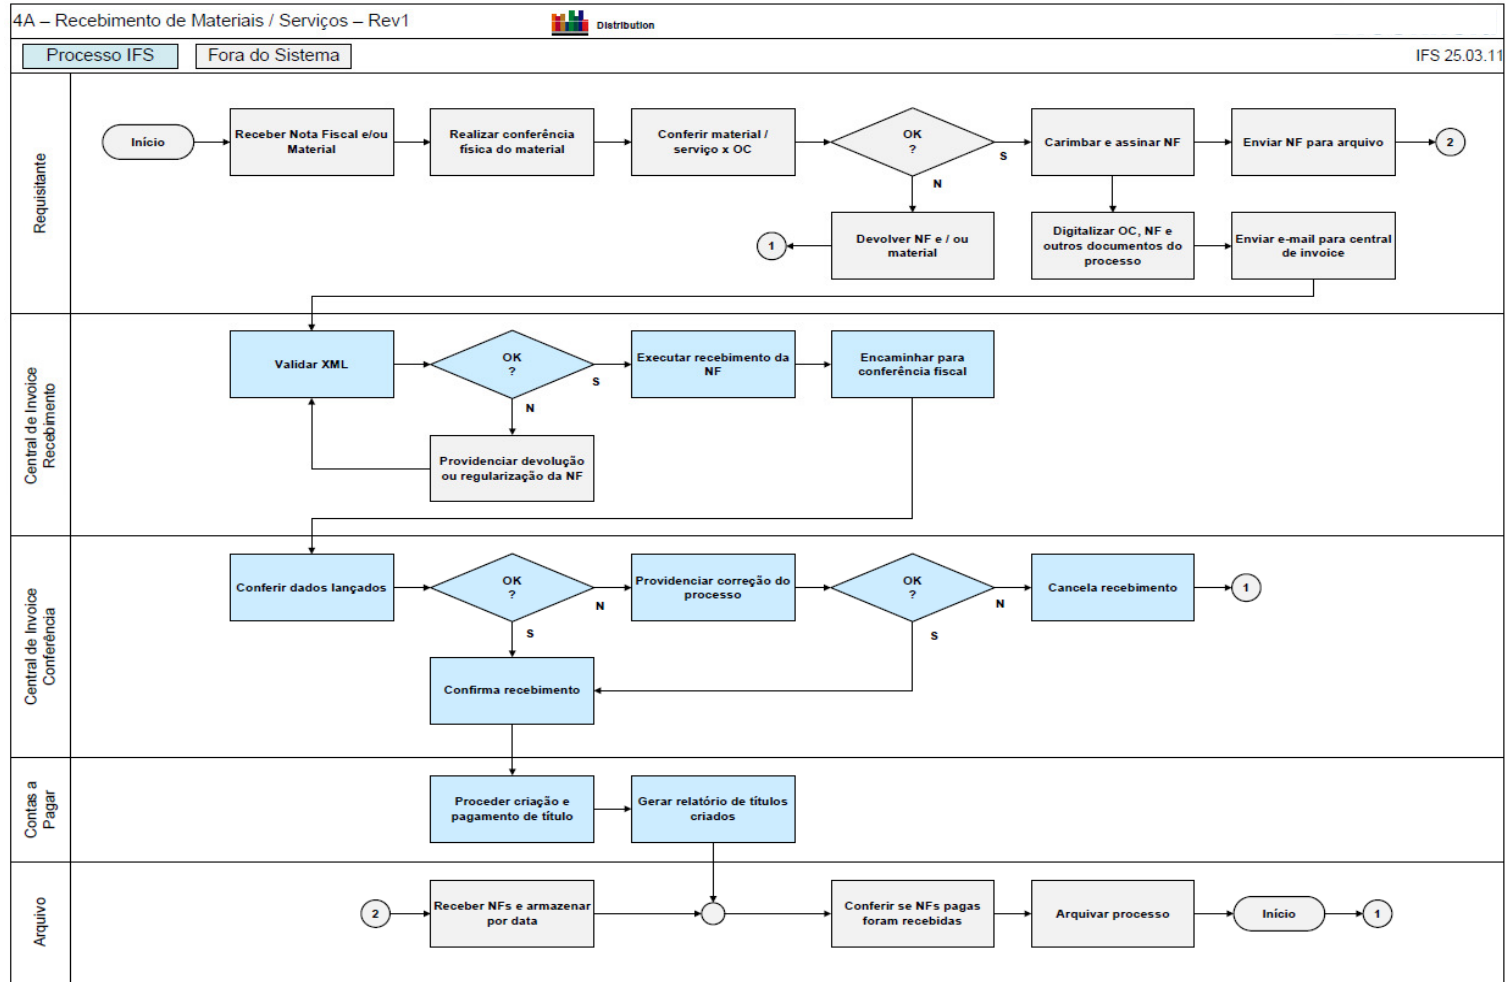 4A – Recebimento de Materiais / Serviços – Rev1
Distribution
Processo IFS
Fora do Sistema
IFS 25.03.11
Requisitante
Início
Receber Nota Fiscal e/ou
Material
Realizar conferência
física do material
Conferir material /
serviço x OC
OK
?
S
N
Carimbar e assinar NF
Enviar NF para arquivo
2
1
Devolver NF e / ou
material
Digitalizar OC, NF e
outros documentos do
processo
Enviar e-mail para central
de invoice
Central de Invoice
Recebimento
Validar XML
OK
?
S
N
Executar recebimento da
NF
Encaminhar para
conferência fiscal
Providenciar devolução
ou regularização da NF
Central de Invoice
Conferência
Conferir dados lançados
OK
?
N
S
Providenciar correção do
processo
OK
?
N
S
Cancela recebimento
1
Confirma recebimento
Contas a
Pagar
Proceder criação e
pagamento de título
Gerar relatório de títulos
criados
Arquivo
2
Receber NFs e armazenar
por data
Conferir se NFs pagas
foram recebidas
Arquivar processo
Início
1